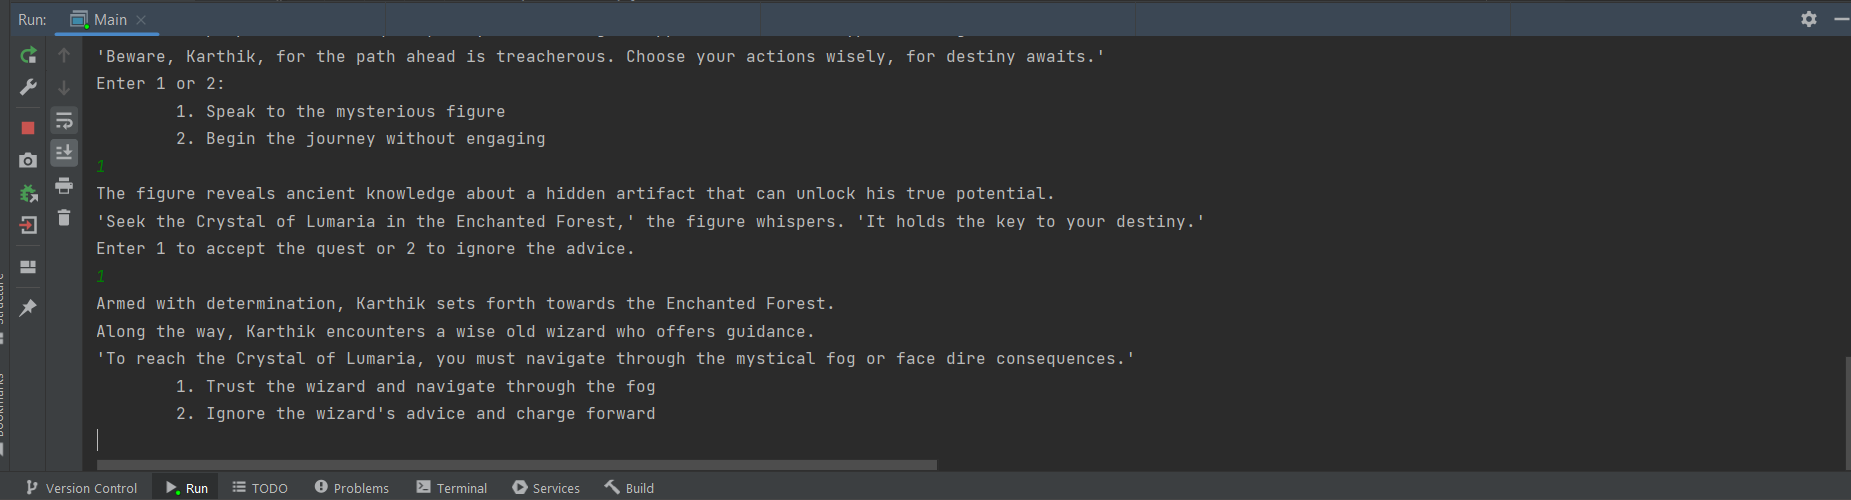 Run: Main
'Beware, Karthik, for the path ahead is treacherous. Choose your actions wisely, for destiny awaits.'
Enter 1 or 2:
1. Speak to the mysterious figure
2. Begin the journey without engaging
1
The figure reveals ancient knowledge about a hidden artifact that can unlock his true potential.
'Seek the Crystal of Lumaria in the Enchanted Forest,' the figure whispers. 'It holds the key to your destiny.'
Enter 1 to accept the quest or 2 to ignore the advice.
1
Armed with determination, Karthik sets forth towards the Enchanted Forest.
Along the way, Karthik encounters a wise old wizard who offers guidance.
'To reach the Crystal of Lumaria, you must navigate through the mystical fog or face dire consequences.'
1. Trust the wizard and navigate through the fog
2. Ignore the wizard's advice and charge forward
Version Control Run TODO Problems Terminal Services Build